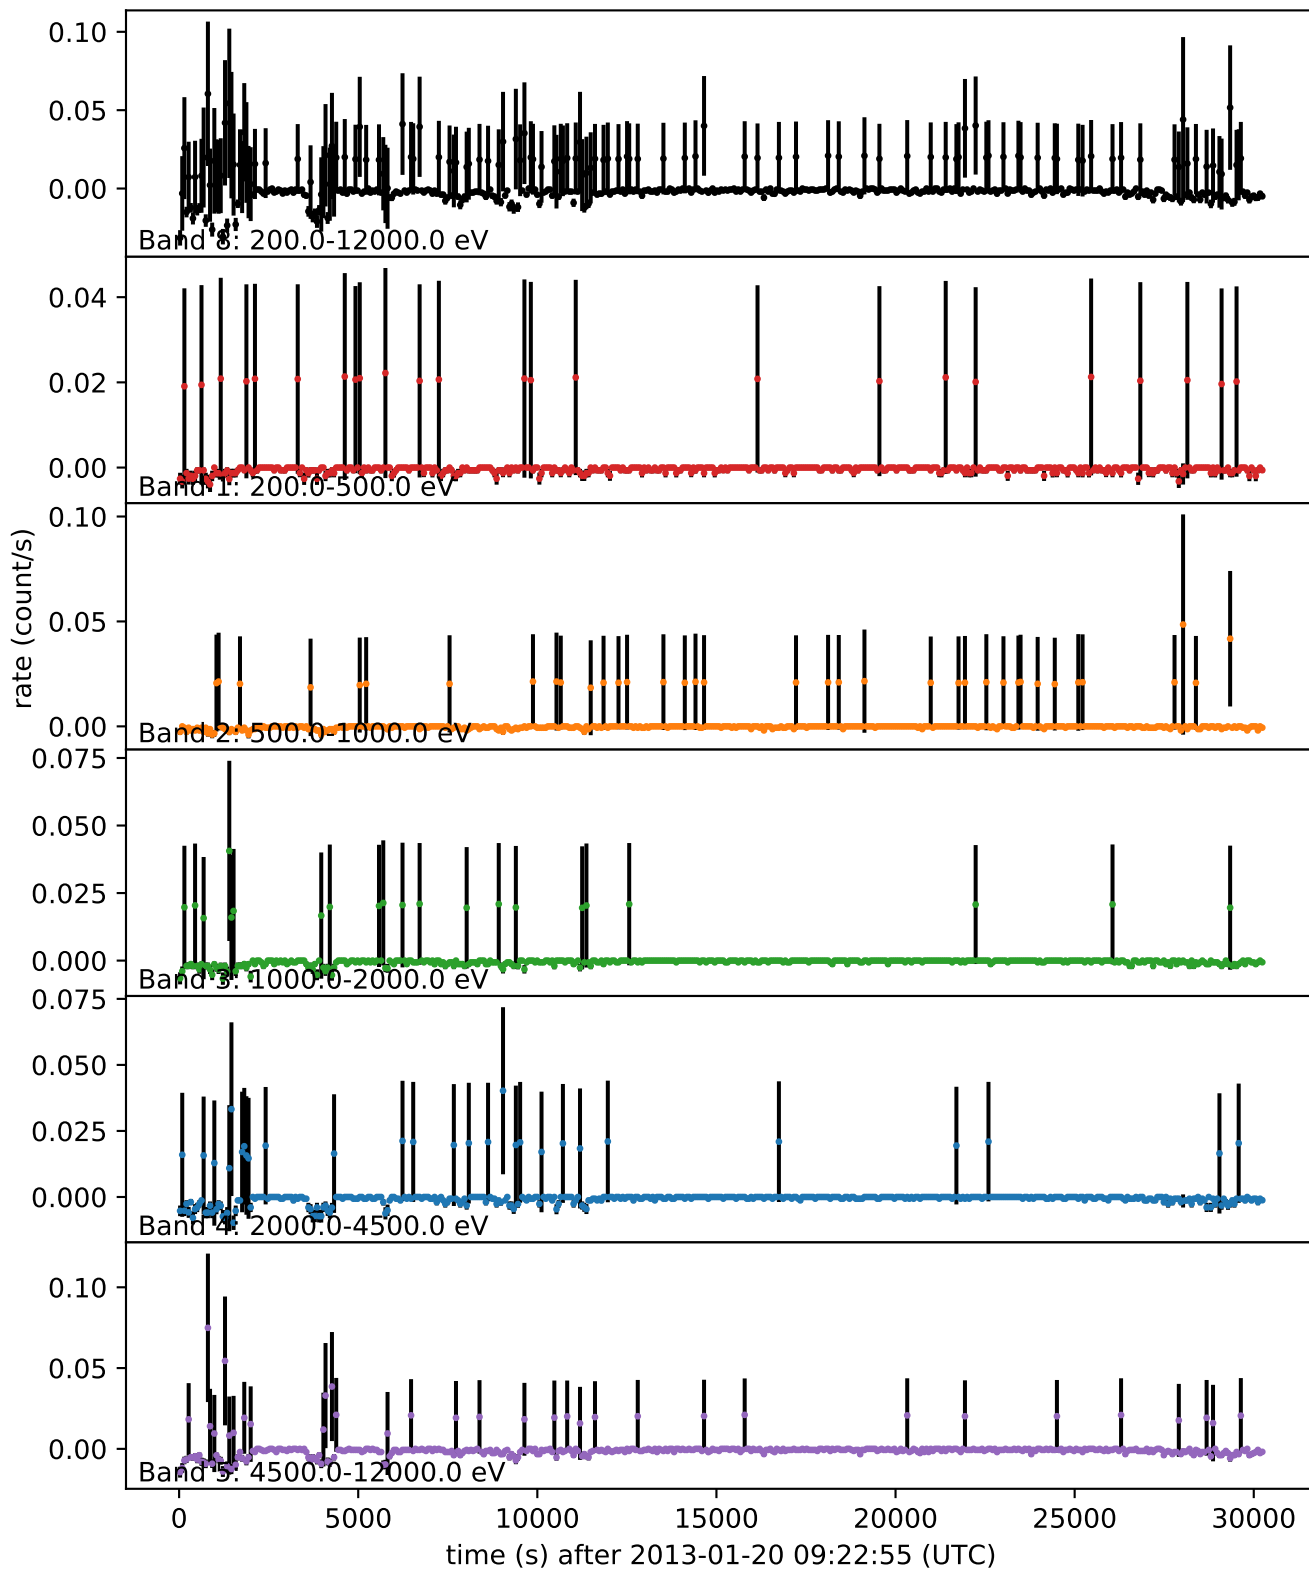 0.10
0.05
0.00
Band 8: 200.0-12000.0 eV
0.04
0.02
0.00
Band 1: 200.0-500.0 eV
0.10
0.05
0.00
Band 2: 500.0-1000.0 eV
rate (count/s)
0.075
0.050
0.025
0.000
Band 3: 1000.0-2000.0 eV
0.075
0.050
0.025
0.000
Band 4: 2000.0-4500.0 eV
0.10
0.05
0.00
Band 5: 4500.0-12000.0 eV
0 5000 10000 15000 20000 25000 30000
time (s) after 2013-01-20 09:22:55 (UTC)